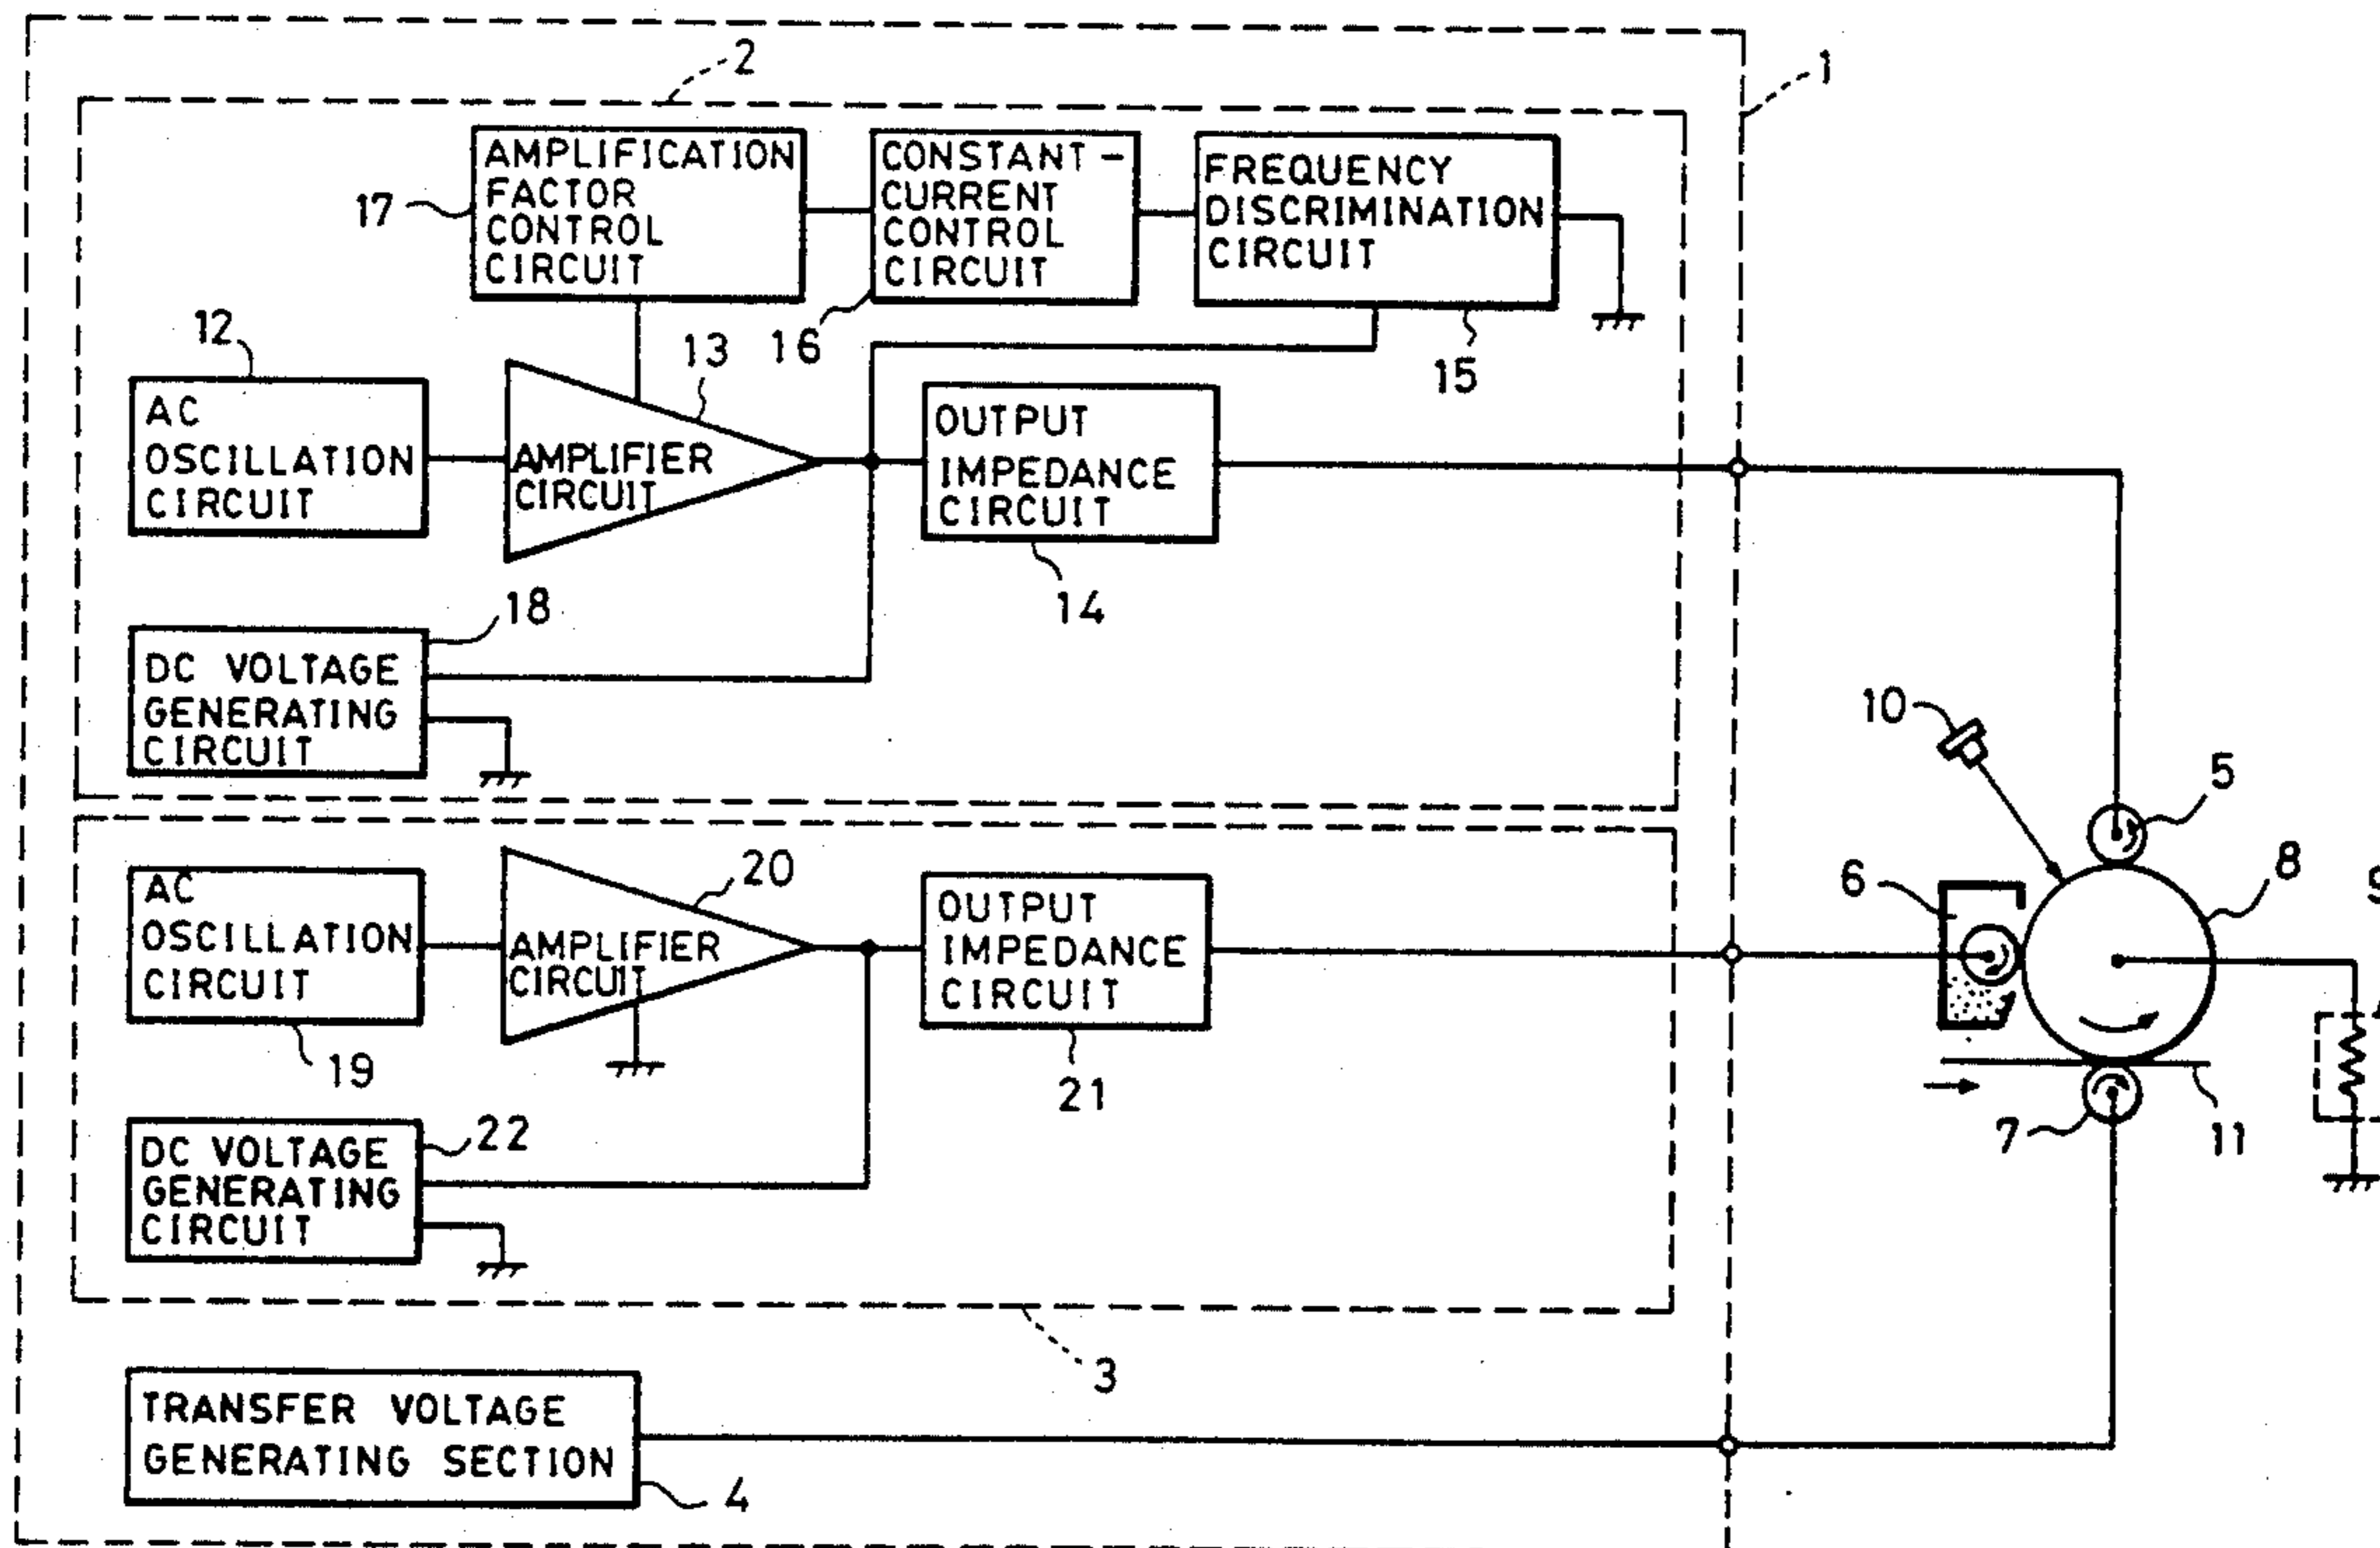 2
1
AMPLIFICATION
FACTOR
CONTROL
CIRCUIT
17
CONSTANT-
CURRENT
CONTROL
CIRCUIT
16
FREQUENCY
DISCRIMINATION
CIRCUIT
15
12
AC
OSCILLATION
CIRCUIT
13
AMPLIFIER
CIRCUIT
OUTPUT
IMPEDANCE
CIRCUIT
14
18
DC VOLTAGE
GENERATING
CIRCUIT
10
5
8
6
9
7
11
AC
OSCILLATION
CIRCUIT
19
20
AMPLIFIER
CIRCUIT
OUTPUT
IMPEDANCE
CIRCUIT
21
22
DC VOLTAGE
GENERATING
CIRCUIT
3
TRANSFER VOLTAGE
GENERATING SECTION
4